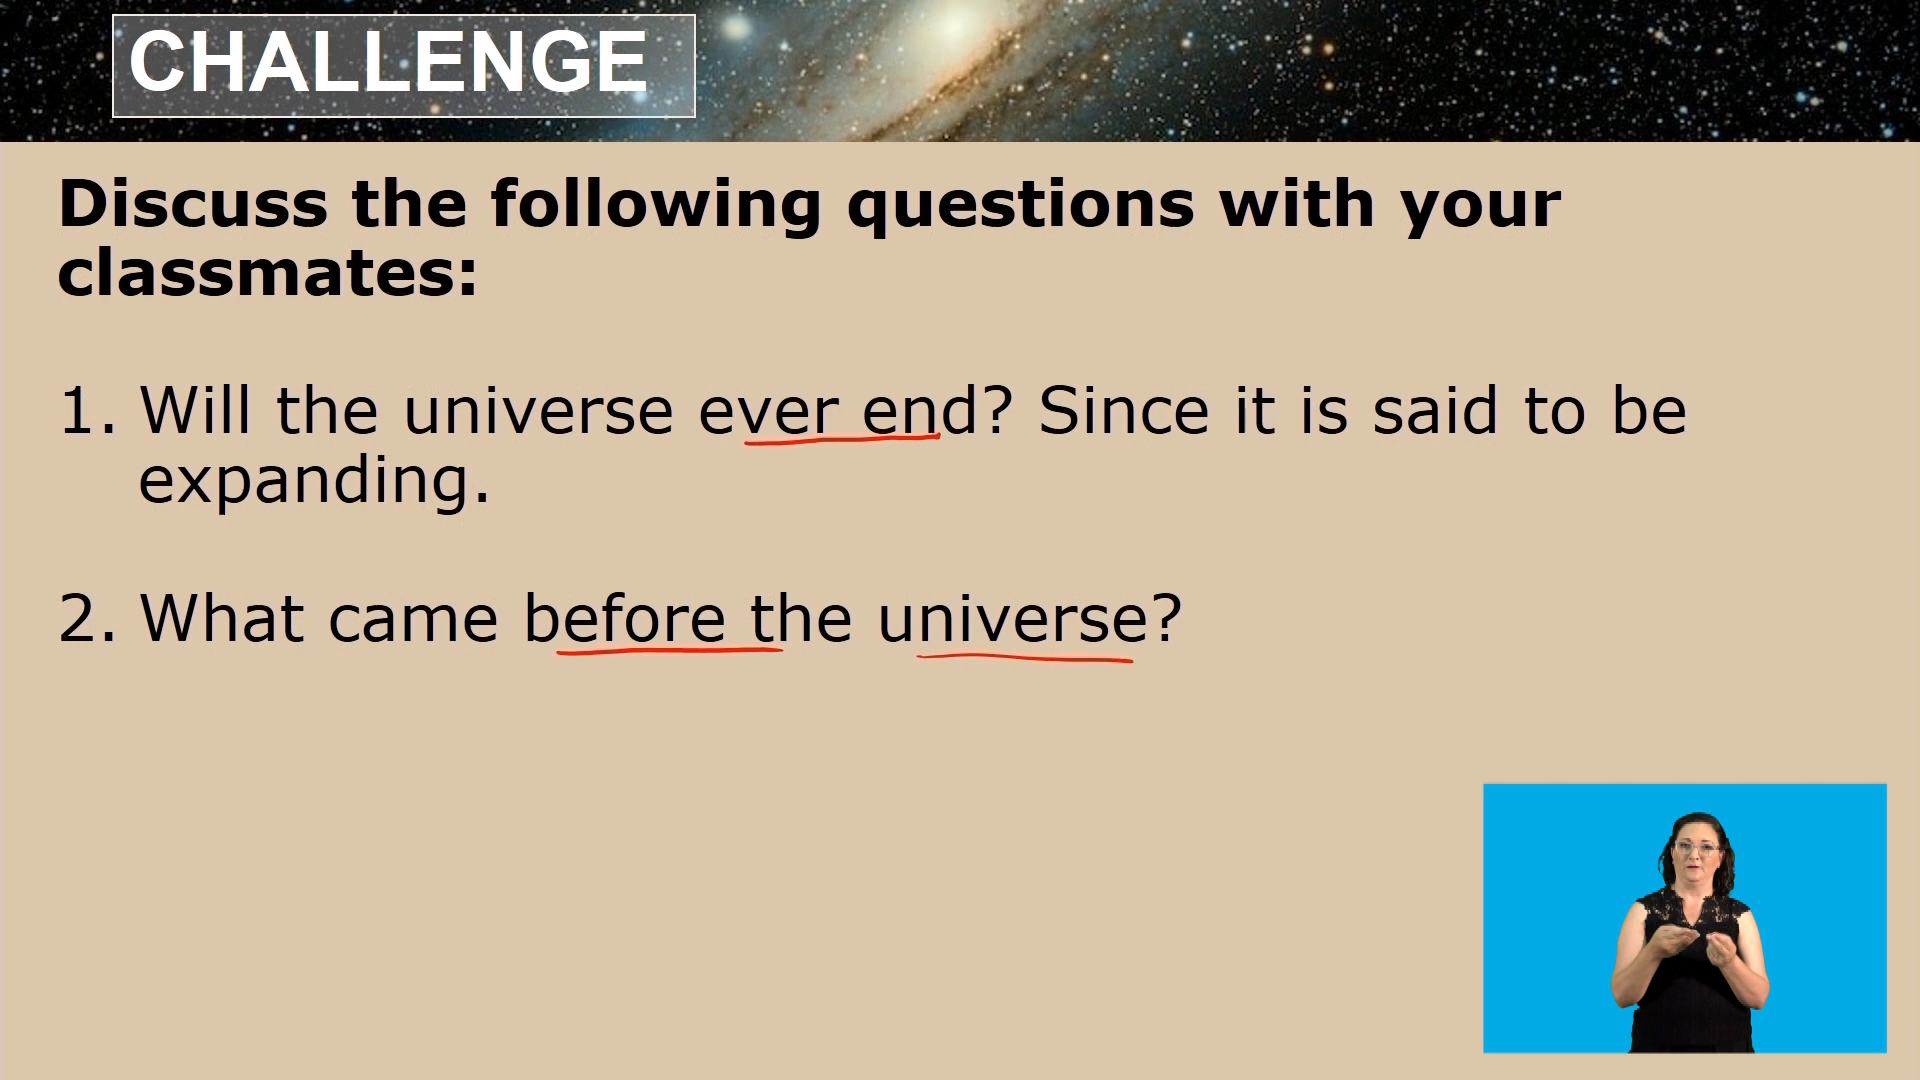 CHALLENGE
Discuss the following questions with your
classmates:
1. Will the universe ever end? Since it is said to be
expanding.
2. What came before the universe?